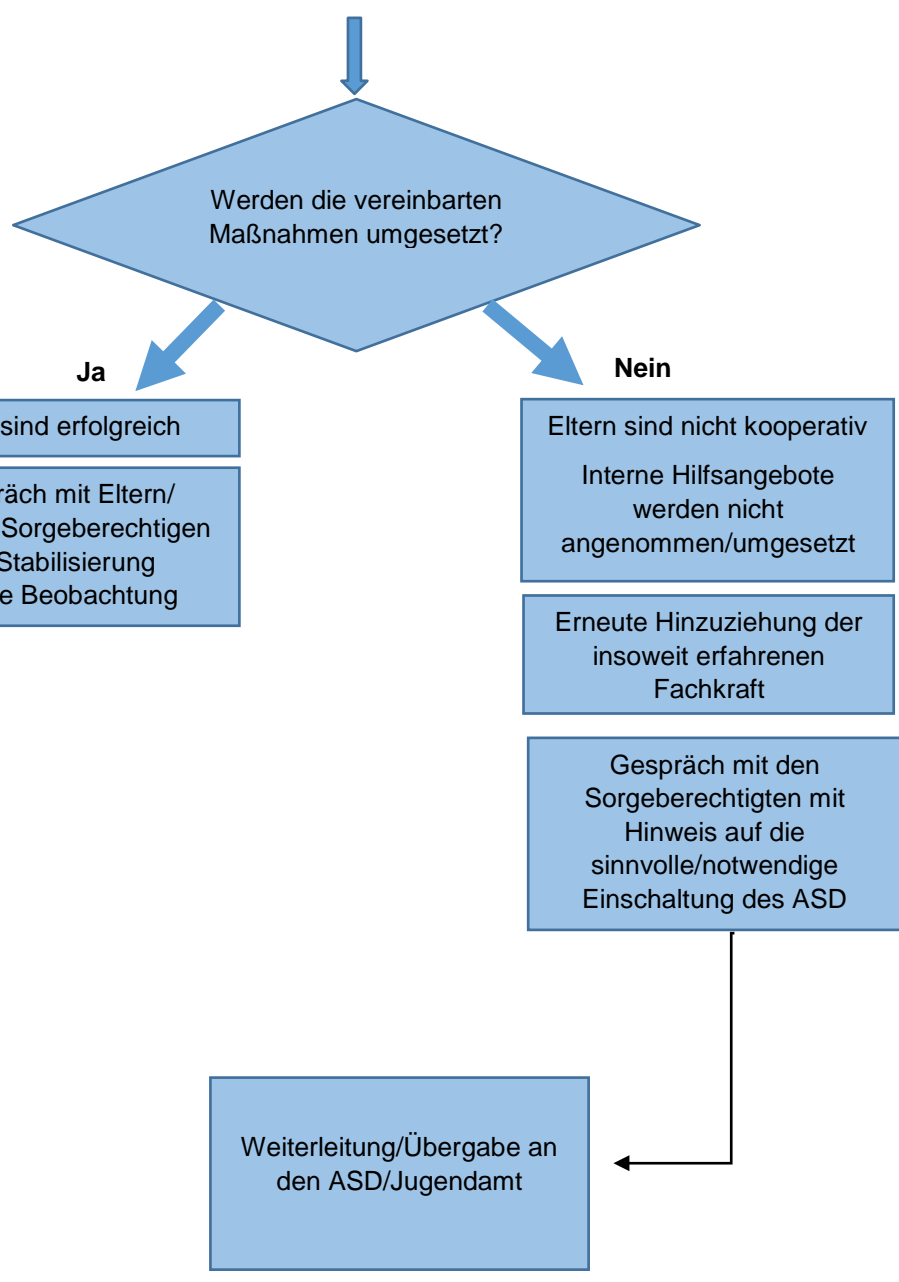 Werden die vereinbarten
Maßnahmen umgesetzt?
Ja
sind erfolgreich
mit Eltern/
Sorgeberechtigen
Stabilisierung
Beobachtung
Nein
Eltern sind nicht kooperativ
Interne Hilfsangebote
werden nicht
angenommen/umgesetzt
Erneute Hinzuziehung der
insoweit erfahrenen
Fachkraft
Gespräch mit den
Sorgeberechtigten mit
Hinweis auf die
sinnvolle/notwendige
Einschaltung des ASD
Weiterleitung/Übergabe an
den ASD/Jugendamt